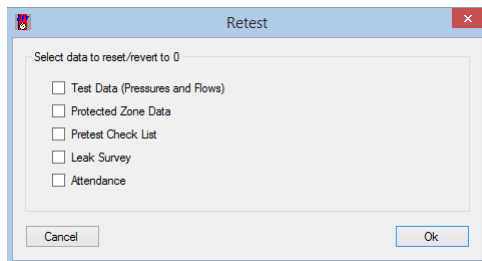 Retest
Select data to reset/revert to 0
Test Data (Pressures and Flows)
Protected Zone Data
Pretest Check List
Leak Survey
Attendance
Cancel
Ok